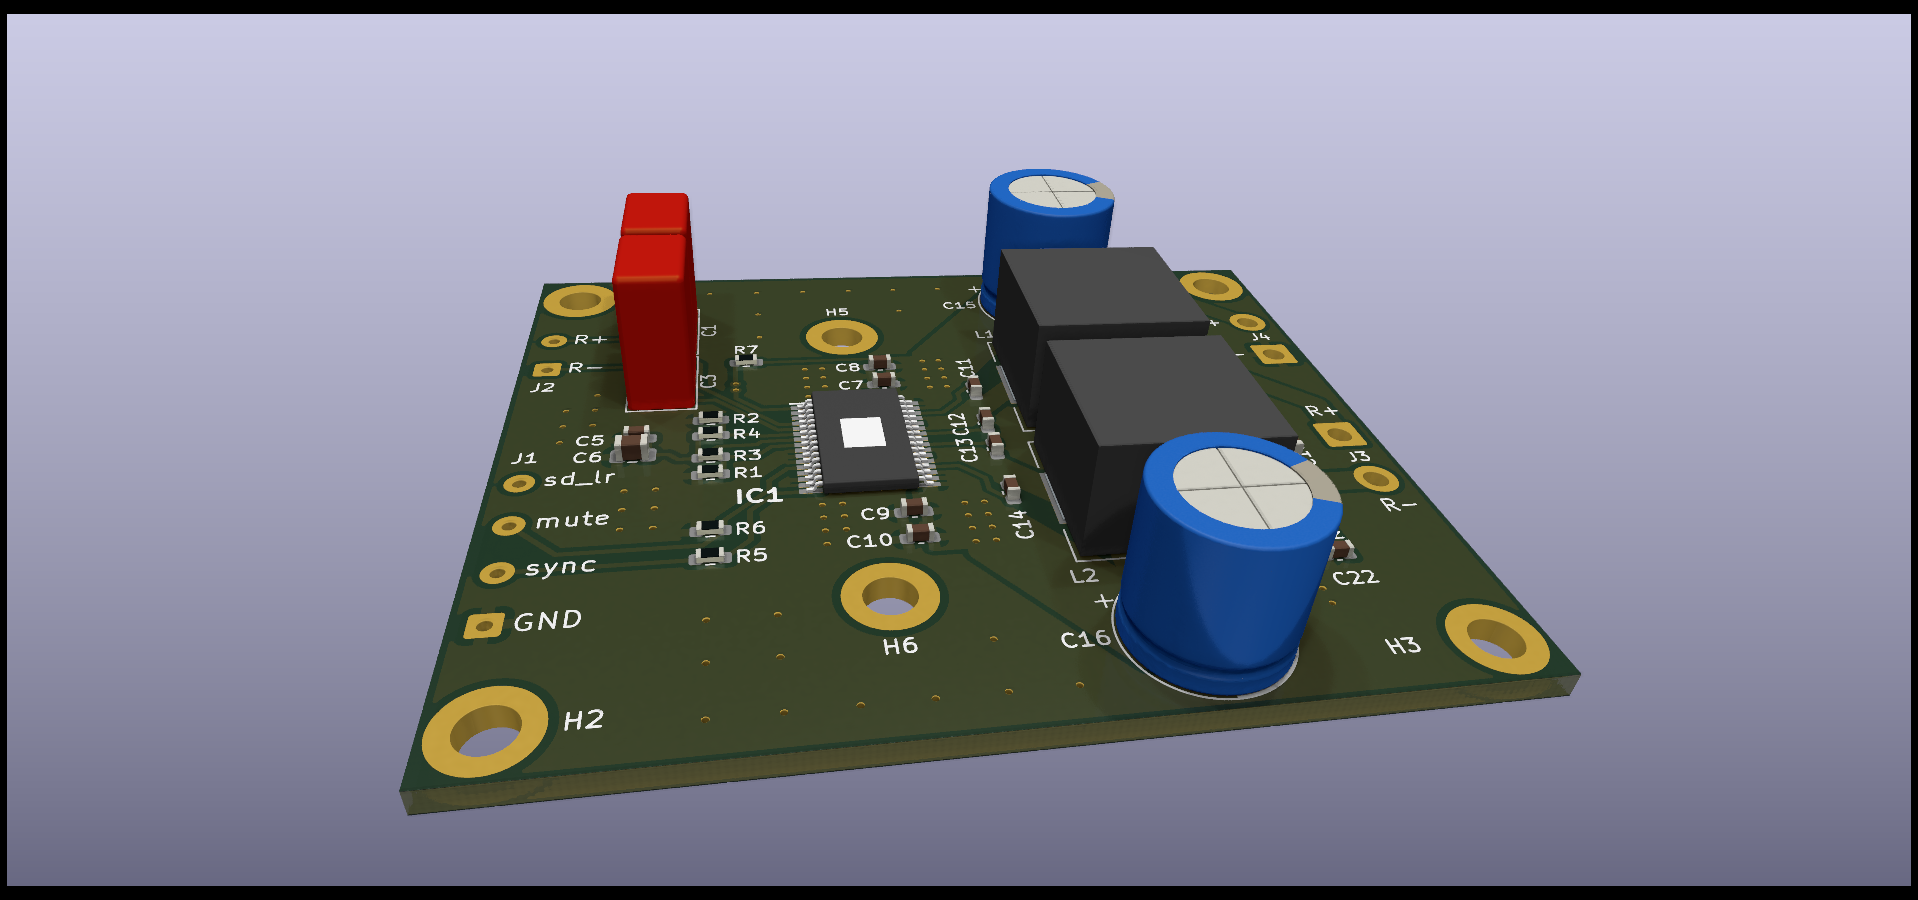 H5
+
C15
R+
C1
L1
+
J4
R7
R-
C8
-
J2
C3
C7
C11
R2
C12
R+
C5
R4
C6
R3
C13
J3
J1
sd_lr
R1
IC1
R-
mute
R6
C9
C14
C10
R5
sync
L2
C22
+
GND
C16
H6
H3
H2